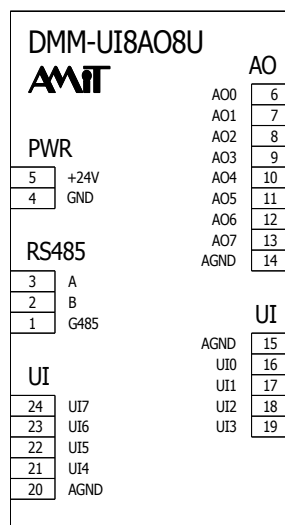 DMM-UI8AO8U
AMiT
AO
AO0 6
AO1 7
AO2 8
AO3 9
AO4 10
AO5 11
AO6 12
AO7 13
AGND 14
PWR
5 +24V
4 GND
RS485
3 A
2 B
1 G485
UI
AGND 15
UI0 16
UI1 17
UI2 18
UI3 19
UI
24 UI7
23 UI6
22 UI5
21 UI4
20 AGND